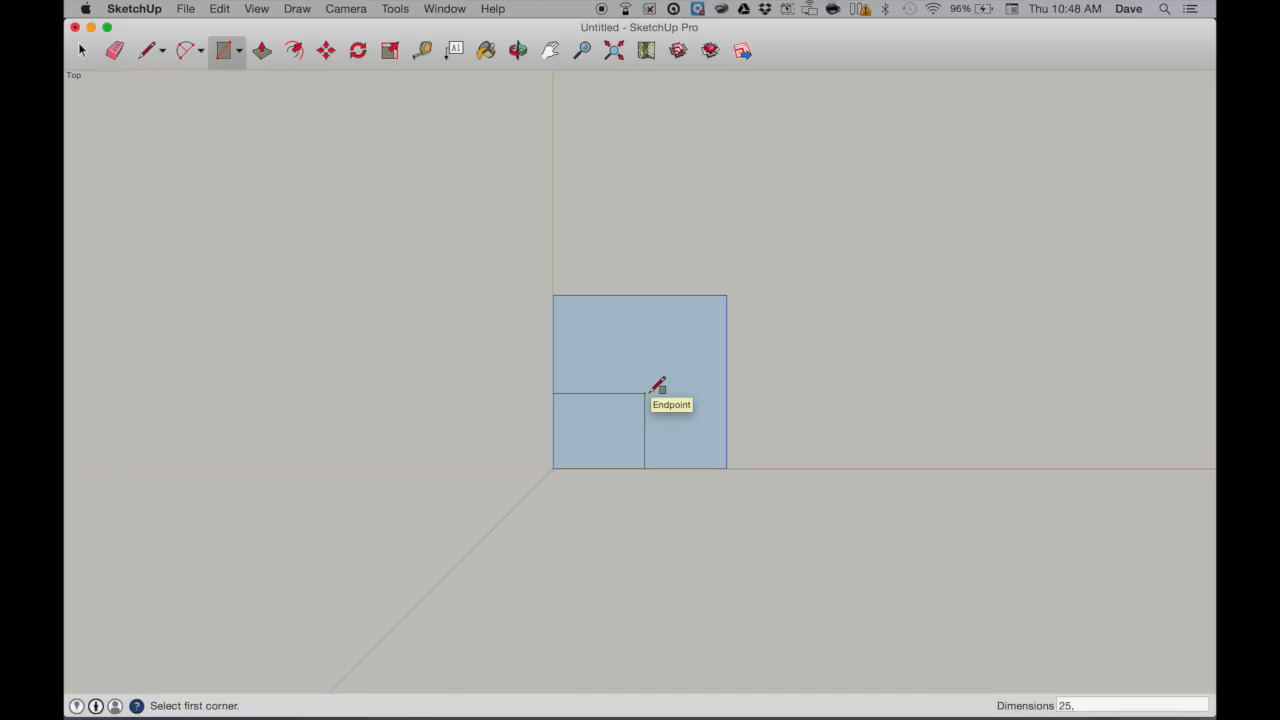 SketchUp File Edit View Draw Camera Tools Window Help 96% Thu 10:48 AM Dave
Untitled - SketchUp Pro
A1
Top
Endpoint
? Select first corner. Dimensions 25,